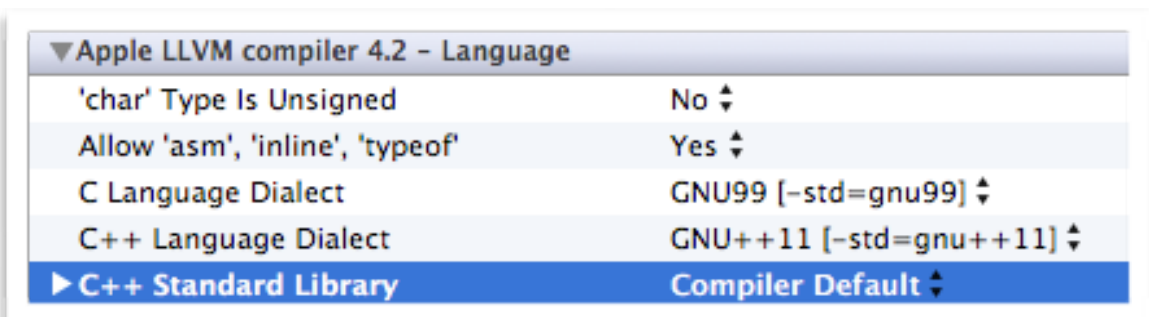 Apple LLVM compiler 4.2 – Language
'char' Type Is Unsigned No
Allow 'asm', 'inline', 'typeof' Yes
C Language Dialect GNU99 [-std=gnu99]
C++ Language Dialect GNU++11 [-std=gnu++11]
C++ Standard Library Compiler Default